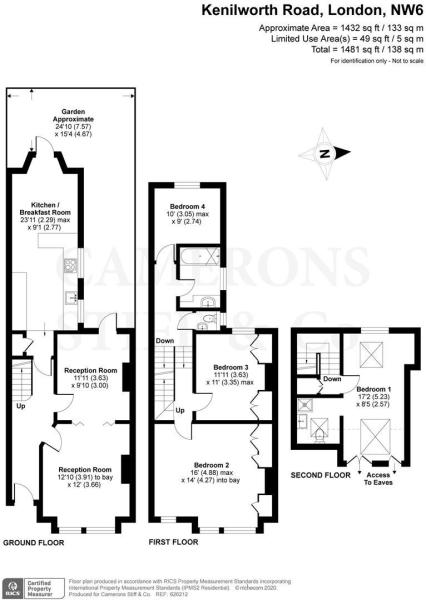 Kenilworth Road, London, NW6
Approximate Area = 1432 sq ft / 133 sq m
Limited Use Area(s) = 49 sq ft / 5 sq m
Total = 1481 sq ft / 138 sq m
For identification only - Not to scale
Garden
Approximate
24'10 (7.57)
x 15'4 (4.67)
N
Kitchen /
Breakfast Room
23'11 (2.29) max
x 9'1 (2.77)
Bedroom 4
10' (3.05) max
x 9' (2.74)
CAMERONS
STIFF & CO
Reception Room
11'11 (3.63)
x 9'10 (3.00)
Up
Down
Bedroom 3
11'11 (3.63)
x 11' (3.35) max
Up
Down
Bedroom 1
17'2 (5.23)
x 8'5 (2.57)
Reception Room
12'10 (3.91) to bay
x 12' (3.66)
Bedroom 2
16' (4.88) max
x 14' (4.27) into bay
SECOND FLOOR
Access
To Eaves
GROUND FLOOR
FIRST FLOOR
RICS
Certified
Property
Measurer
Floor plan produced in accordance with RICS Property Measurement Standards incorporating
International Property Measurement Standards (IPMS2 Residential). ©nichecom 2020.
Produced for Camerons Stiff & Co. REF: 626212